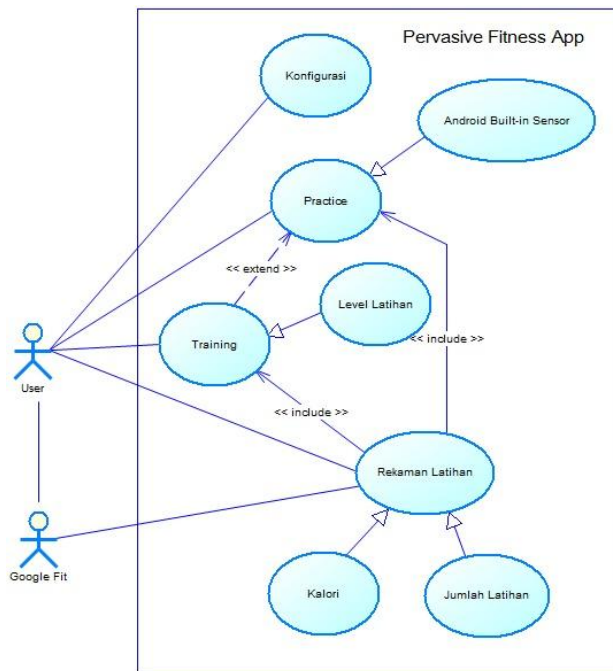 Pervasive Fitness App
Konfigurasi
Android Built-in Sensor
Practice
<< extend >>
Level Latihan
Training
<< include >>
User
<< include >>
Rekaman Latihan
Google Fit
Kalori
Jumlah Latihan